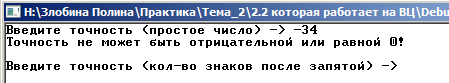 H:\Злобина Полина\Практика\Тема_2\2.2 которая работает на ВЦ\Debu
Введите точность (простое число) -> -34
Точность не может быть отрицательной или равной 0!
Введите точность (кол-во знаков после запятой) ->